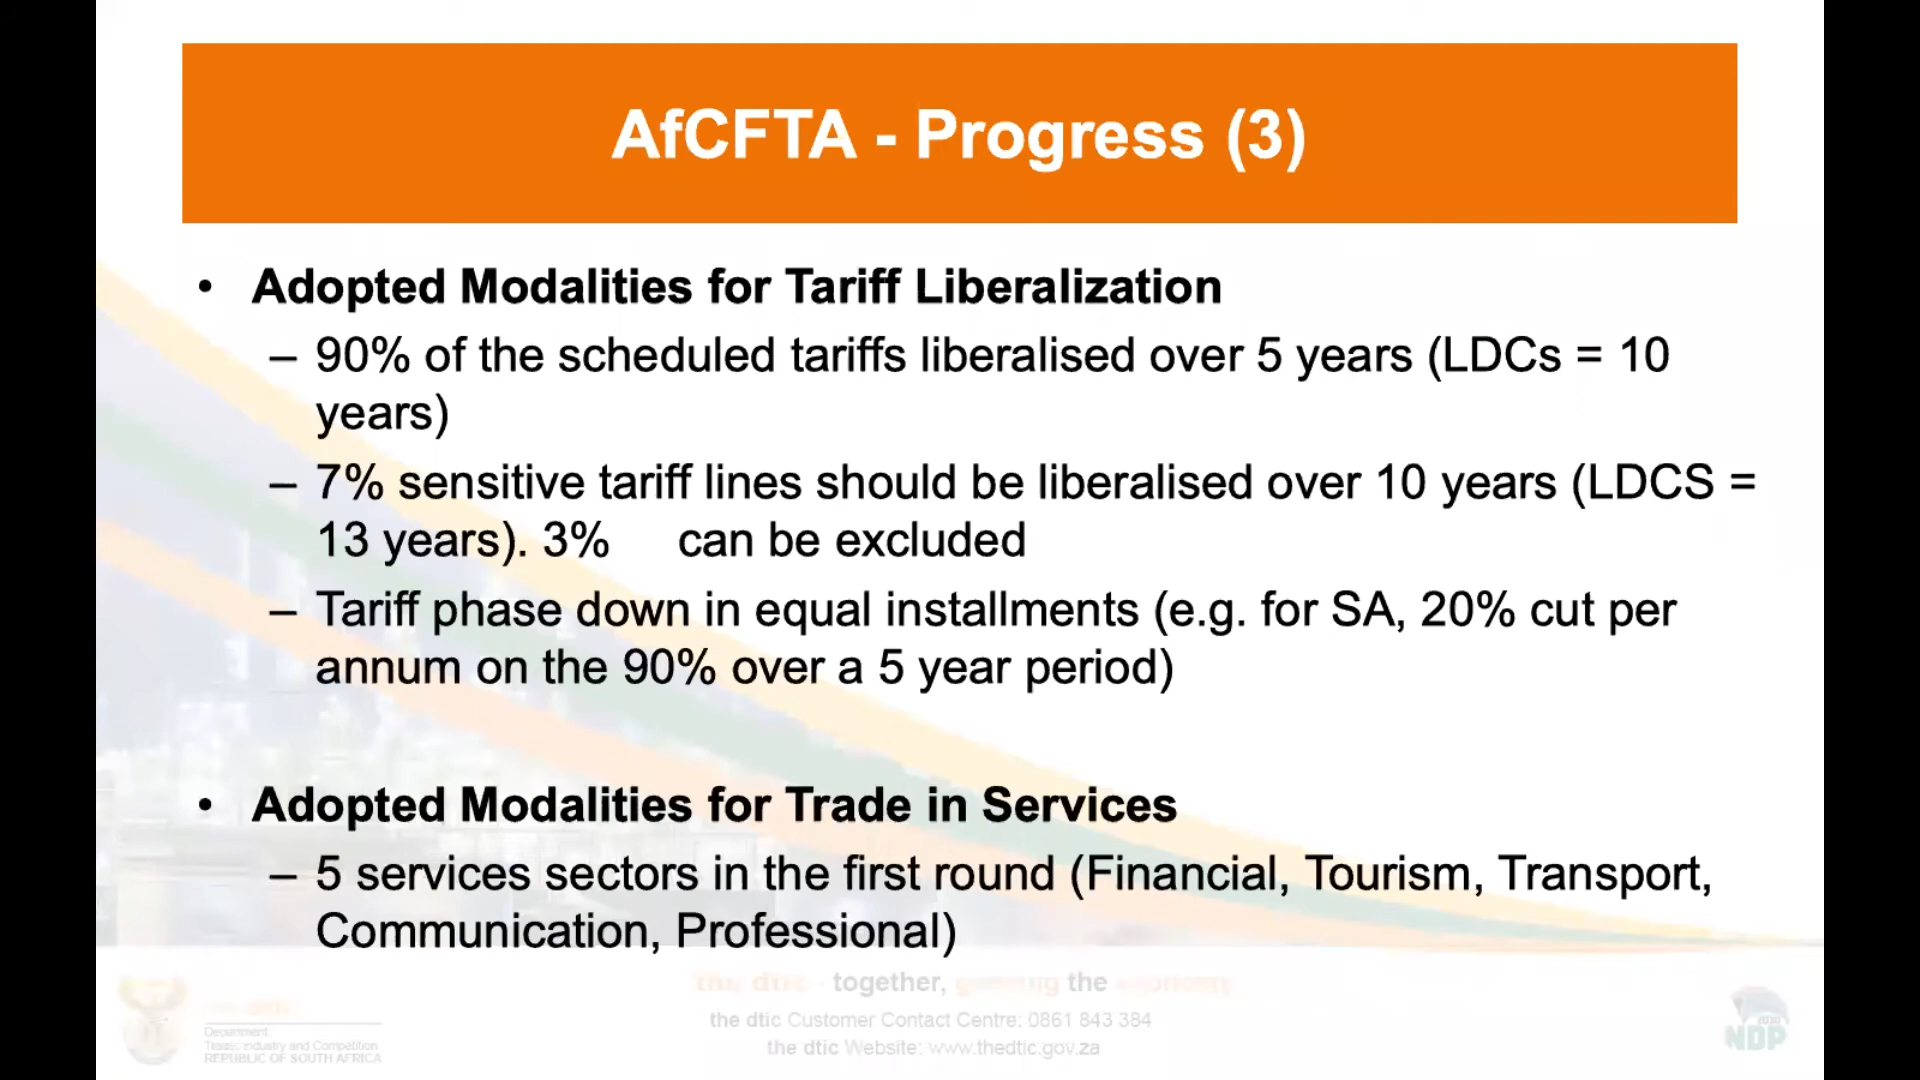 AfCFTA - Progress (3)
• Adopted Modalities for Tariff Liberalization
– 90% of the scheduled tariffs liberalised over 5 years (LDCs = 10
years)
– 7% sensitive tariff lines should be liberalised over 10 years (LDCS =
13 years). 3% can be excluded
– Tariff phase down in equal installments (e.g. for SA, 20% cut per
annum on the 90% over a 5 year period)
• Adopted Modalities for Trade in Services
– 5 services sectors in the first round (Financial, Tourism, Transport,
Communication, Professional)
the dtic - together, growing the economy
the dtic Customer Contact Centre: 0861 843 384
the dtic Website: www.thedtic.gov.za
Department:
Trade, Industry and Competition
REPUBLIC OF SOUTH AFRICA
NDP